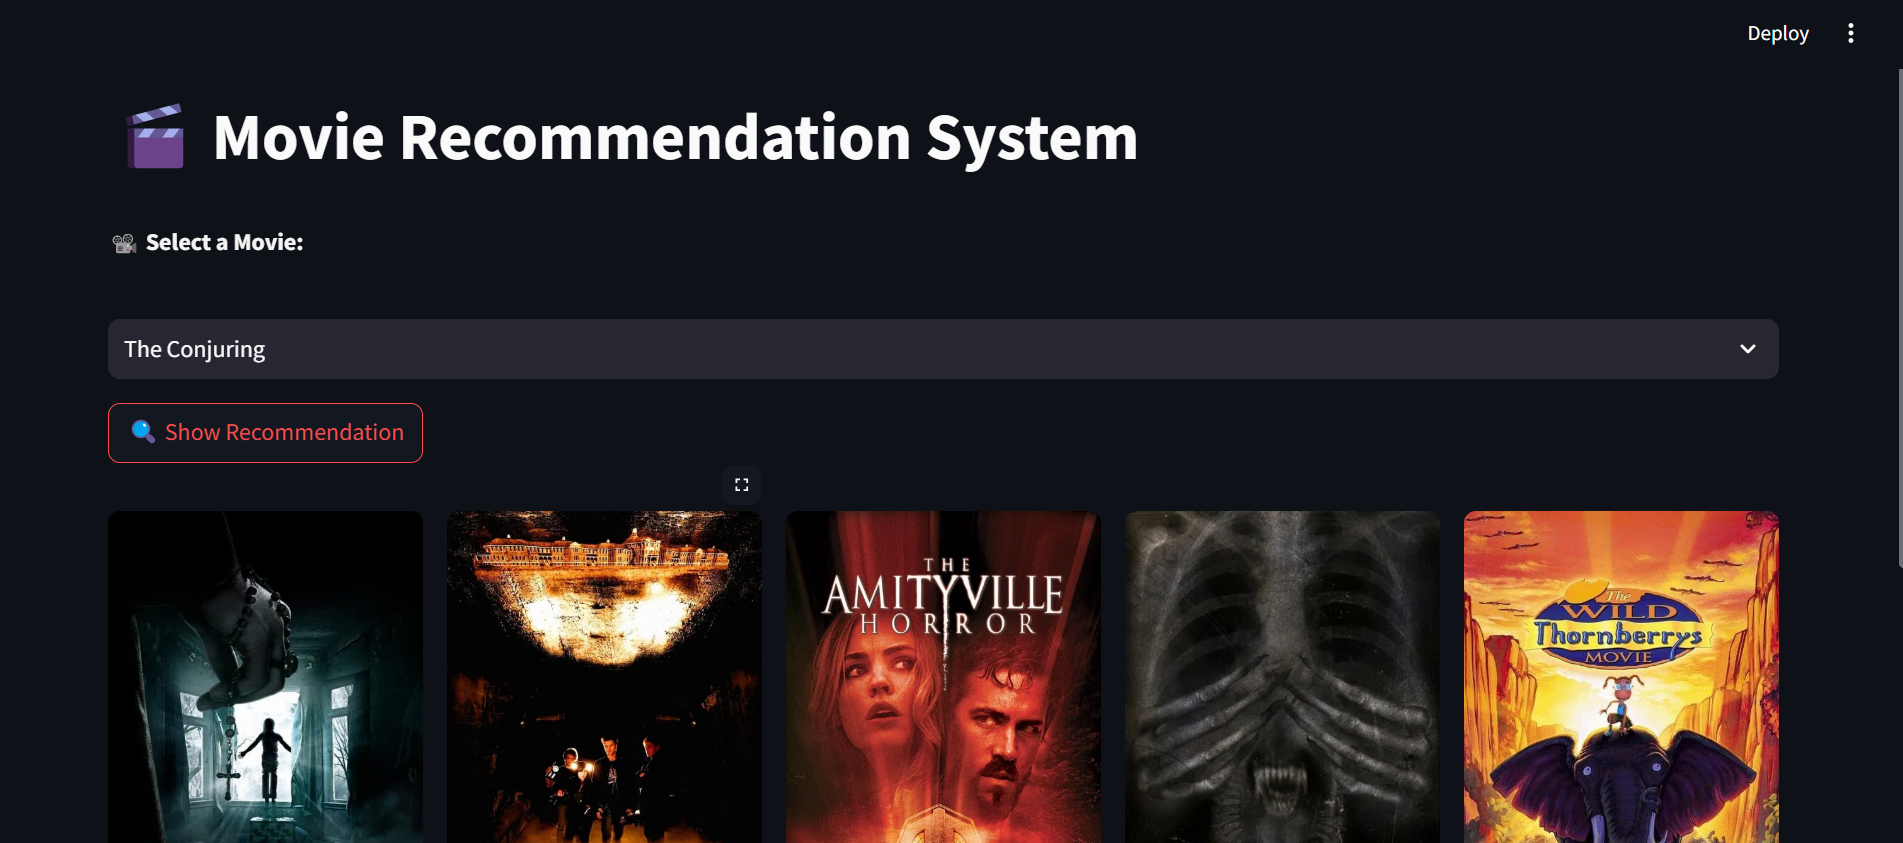 Deploy
Movie Recommendation System
Select a Movie:
The Conjuring
Show Recommendation
THE
AMITYVILLE
HORROR
The
WILD
Thornberrys
MOVIE